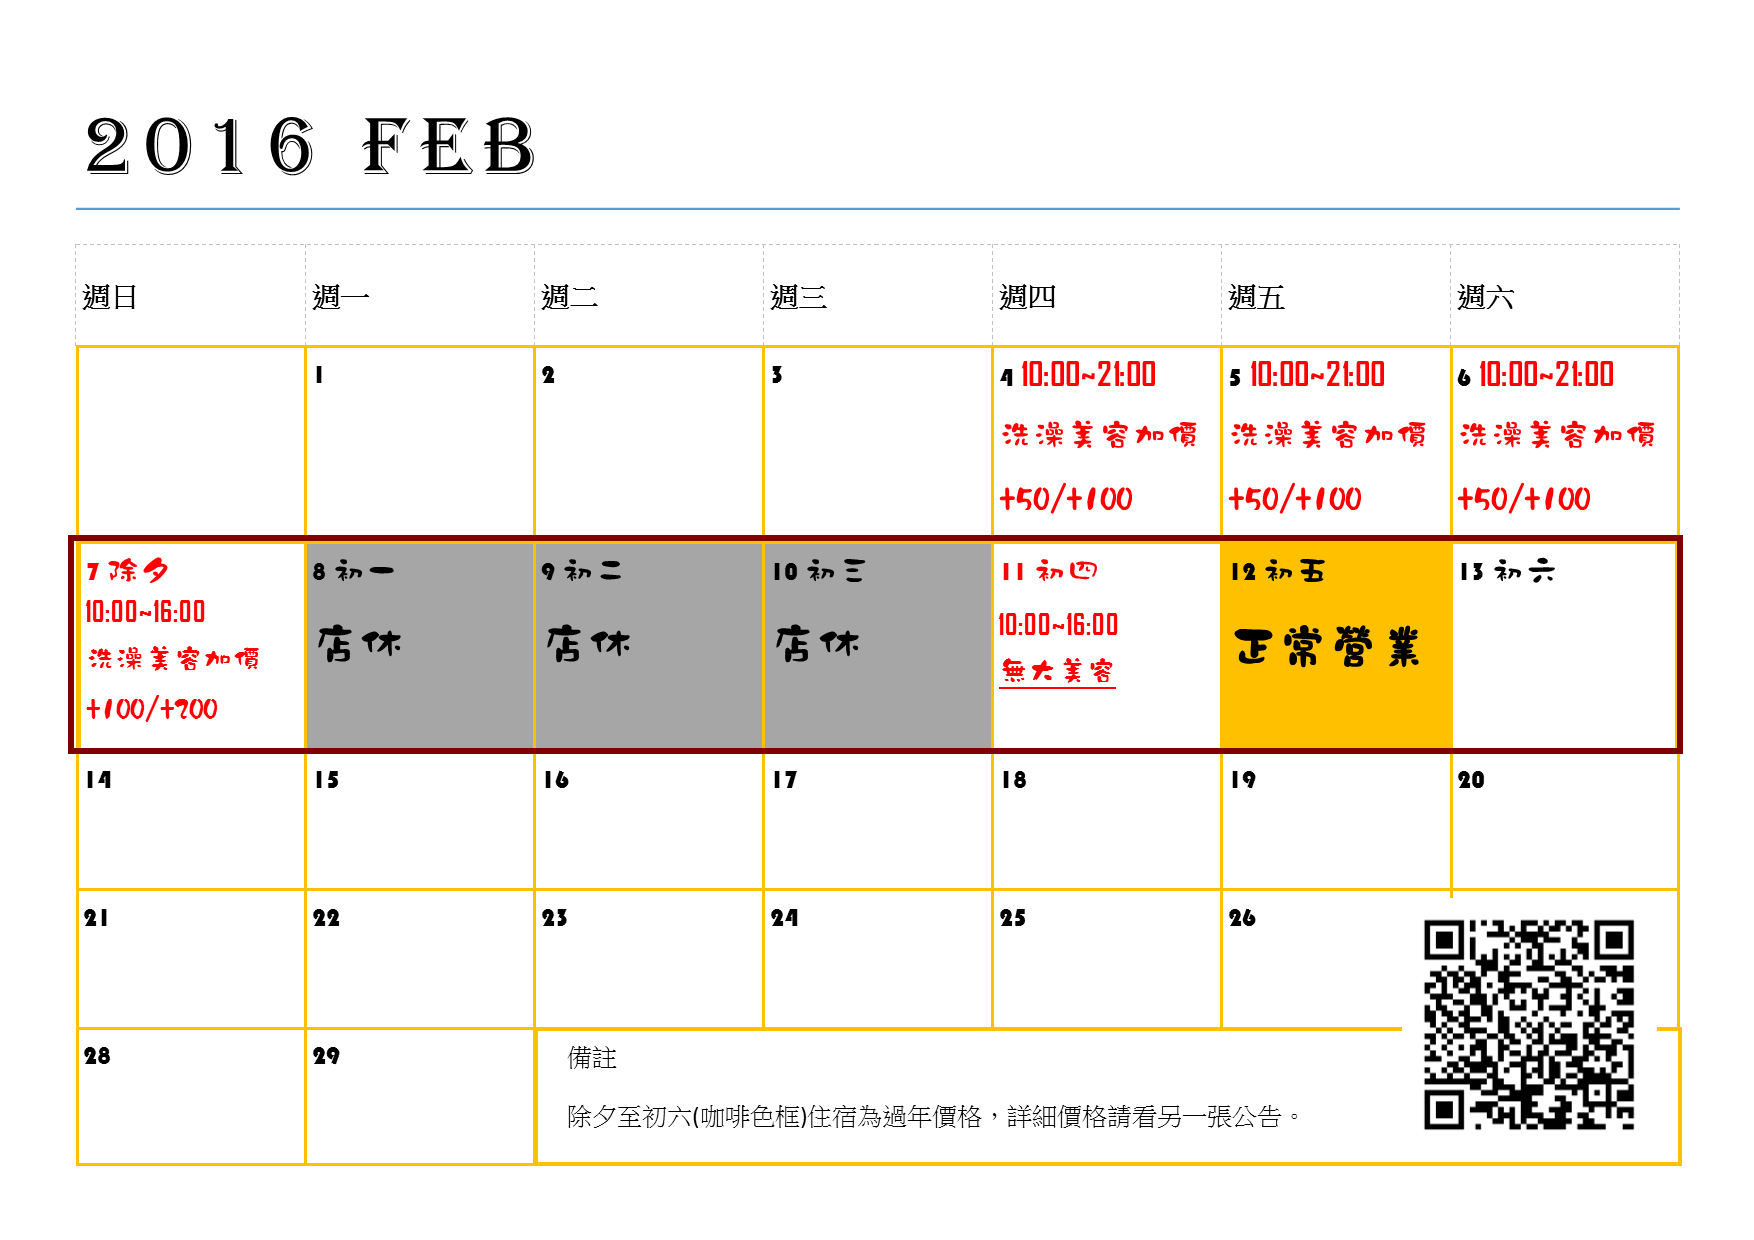 2016 FEB
週日 週一 週二 週三 週四 週五 週六
1 2 3 4 10:00~21:00 5 10:00~21:00 6 10:00~21:00
洗澡美容加價 洗澡美容加價 洗澡美容加價
+50/+100 +50/+100 +50/+100
7 除夕 8 初一 9 初二 10 初三 11 初四 12 初五 13 初六
10:00~16:00 店休 店休 店休 10:00~16:00 正常營業
洗澡美容加價 無大美容
+100/+200
14 15 16 17 18 19 20
21 22 23 24 25 26
28 29 備註
除夕至初六(咖啡色框)住宿為過年價格，詳細價格請看另一張公告。